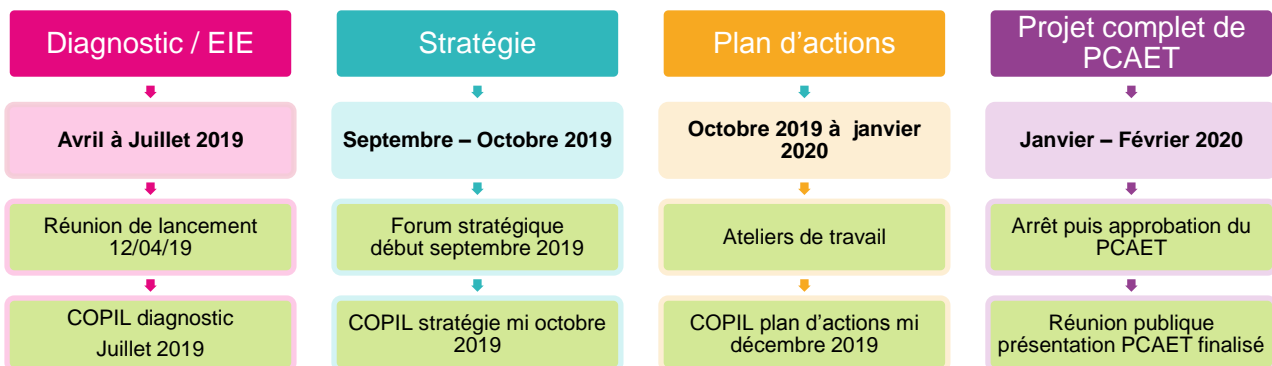 Diagnostic / EIE
Avril à Juillet 2019
Réunion de lancement
12/04/19
COPIL diagnostic
Juillet 2019
Stratégie
Septembre – Octobre 2019
Forum stratégique
début septembre 2019
COPIL stratégie mi octobre
2019
Plan d'actions
Octobre 2019 à janvier
2020
Ateliers de travail
COPIL plan d'actions mi
décembre 2019
Projet complet de
PCAET
Janvier – Février 2020
Arrêt puis approbation du
PCAET
Réunion publique
présentation PCAET finalisé